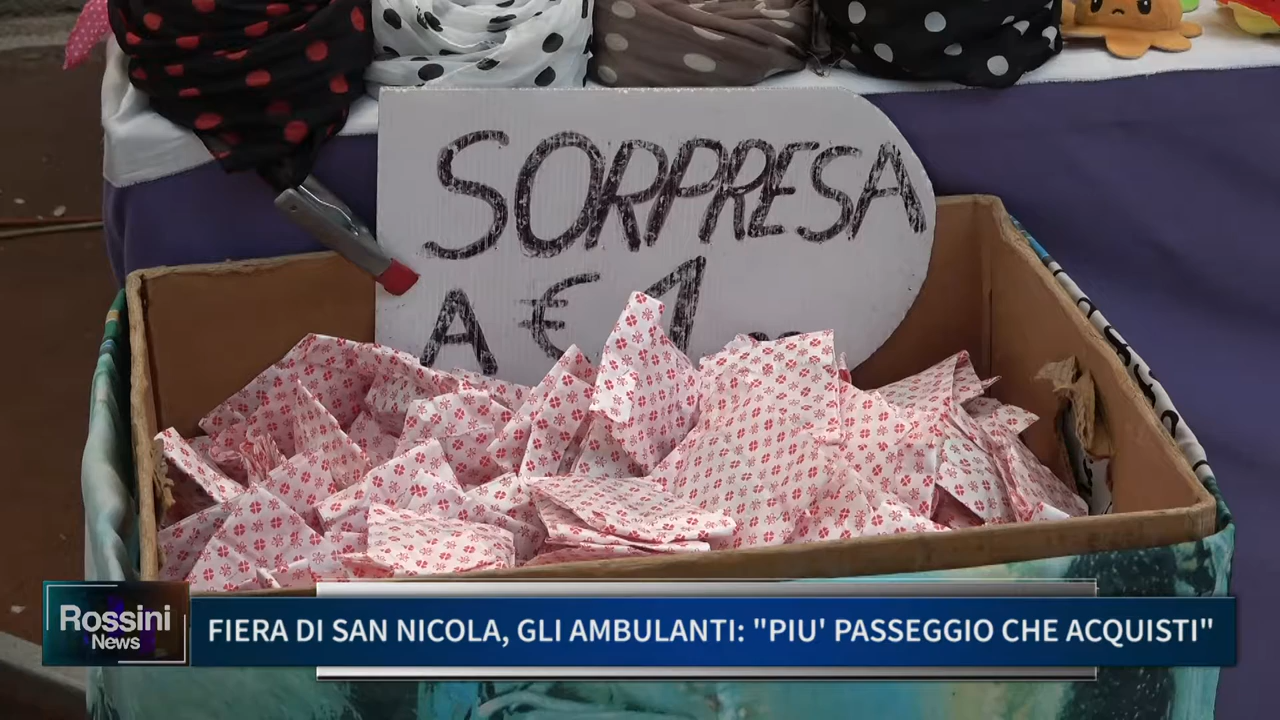 SORPRESA
A € 1
Rossini
News
FIERA DI SAN NICOLA, GLI AMBULANTI: "PIU' PASSEGGIO CHE ACQUISTI"